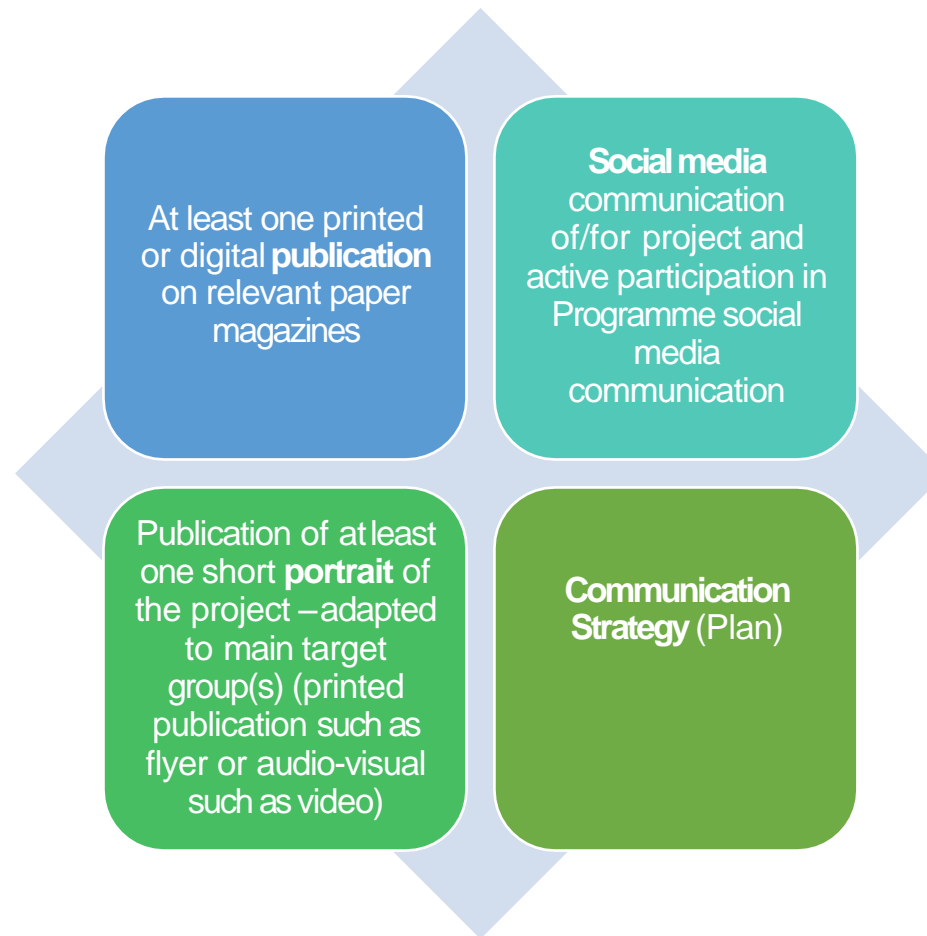 At least one printed
or digital publication
on relevant paper
magazines
Social media
communication
of/for project and
active participation in
Programme social
media
communication
Publication of at least
one short portrait of
the project –adapted
to main target
group(s) (printed
publication such as
flyer or audio-visual
such as video)
Communication
Strategy (Plan)